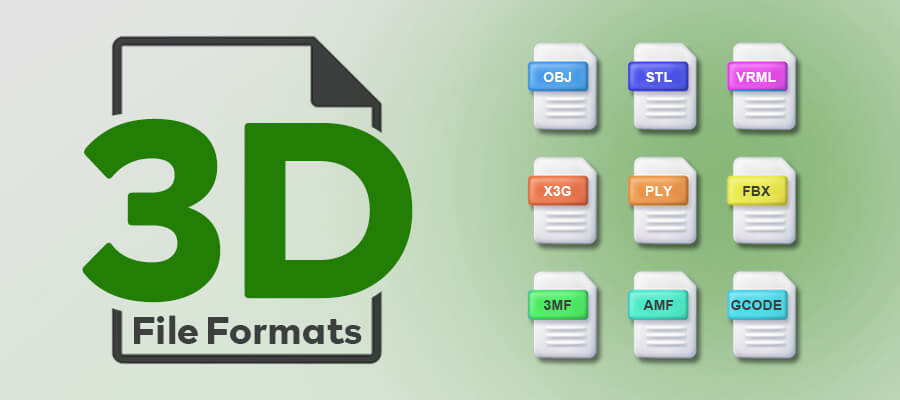 3D
File Formats
OBJ
STL
VRML
X3G
PLY
FBX
3MF
AMF
GCODE